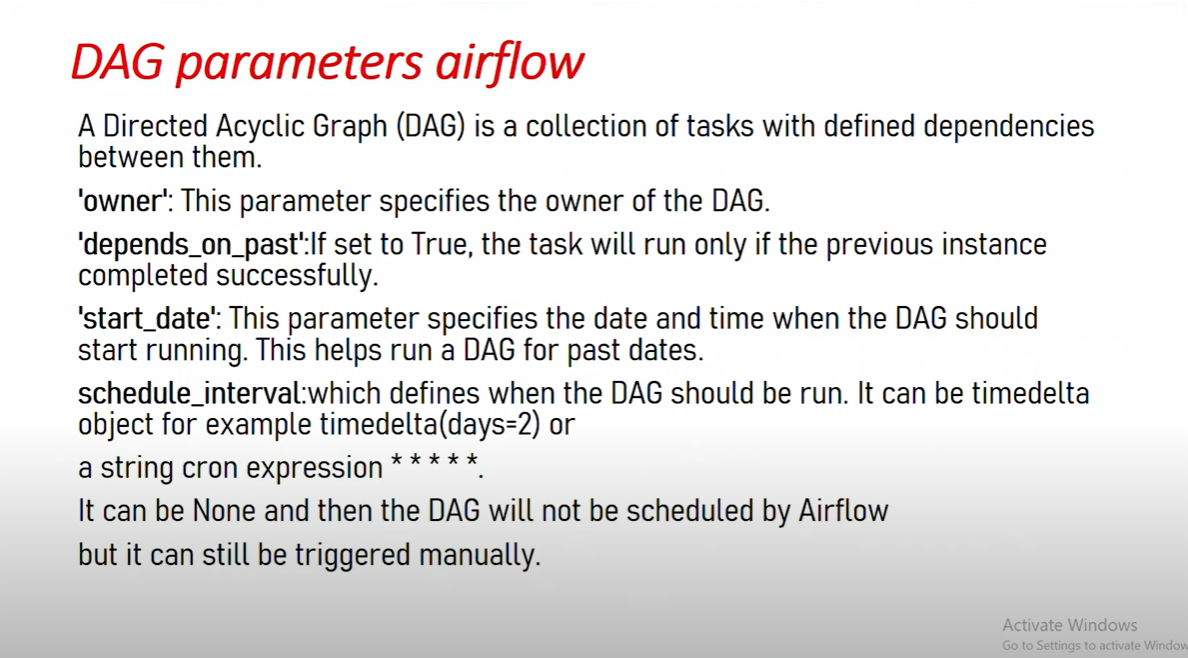 DAG parameters airflow
A Directed Acyclic Graph (DAG) is a collection of tasks with defined dependencies
between them.
'owner': This parameter specifies the owner of the DAG.
'depends_on_past':If set to True, the task will run only if the previous instance
completed successfully.
'start_date': This parameter specifies the date and time when the DAG should
start running. This helps run a DAG for past dates.
schedule_interval:which defines when the DAG should be run. It can be timedelta
object for example timedelta(days=2) or
a string cron expression * * * * *.
It can be None and then the DAG will not be scheduled by Airflow
but it can still be triggered manually.
Activate Windows
Go to Settings to activate Window